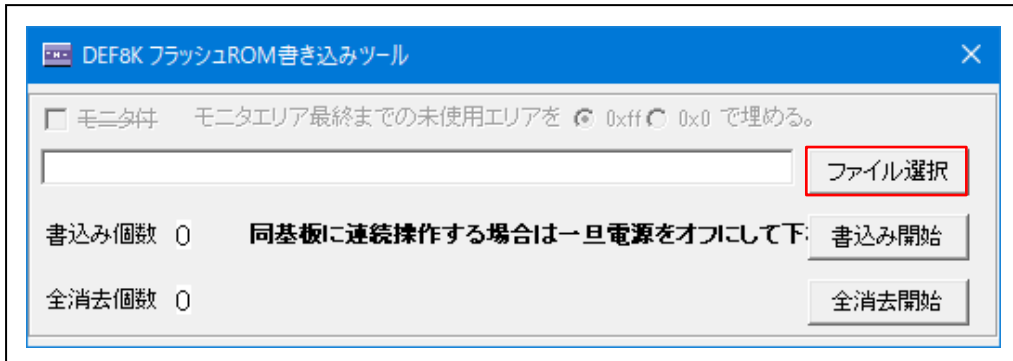 DEF8K フラッシュROM書き込みツール
モニタ付 モニタエリア最終までの未使用エリアを 0xff 0x0 で埋める。
ファイル選択
書込み個数 0 同基板に連続操作する場合は一旦電源をオフにして下 書込み開始
全消去個数 0 全消去開始